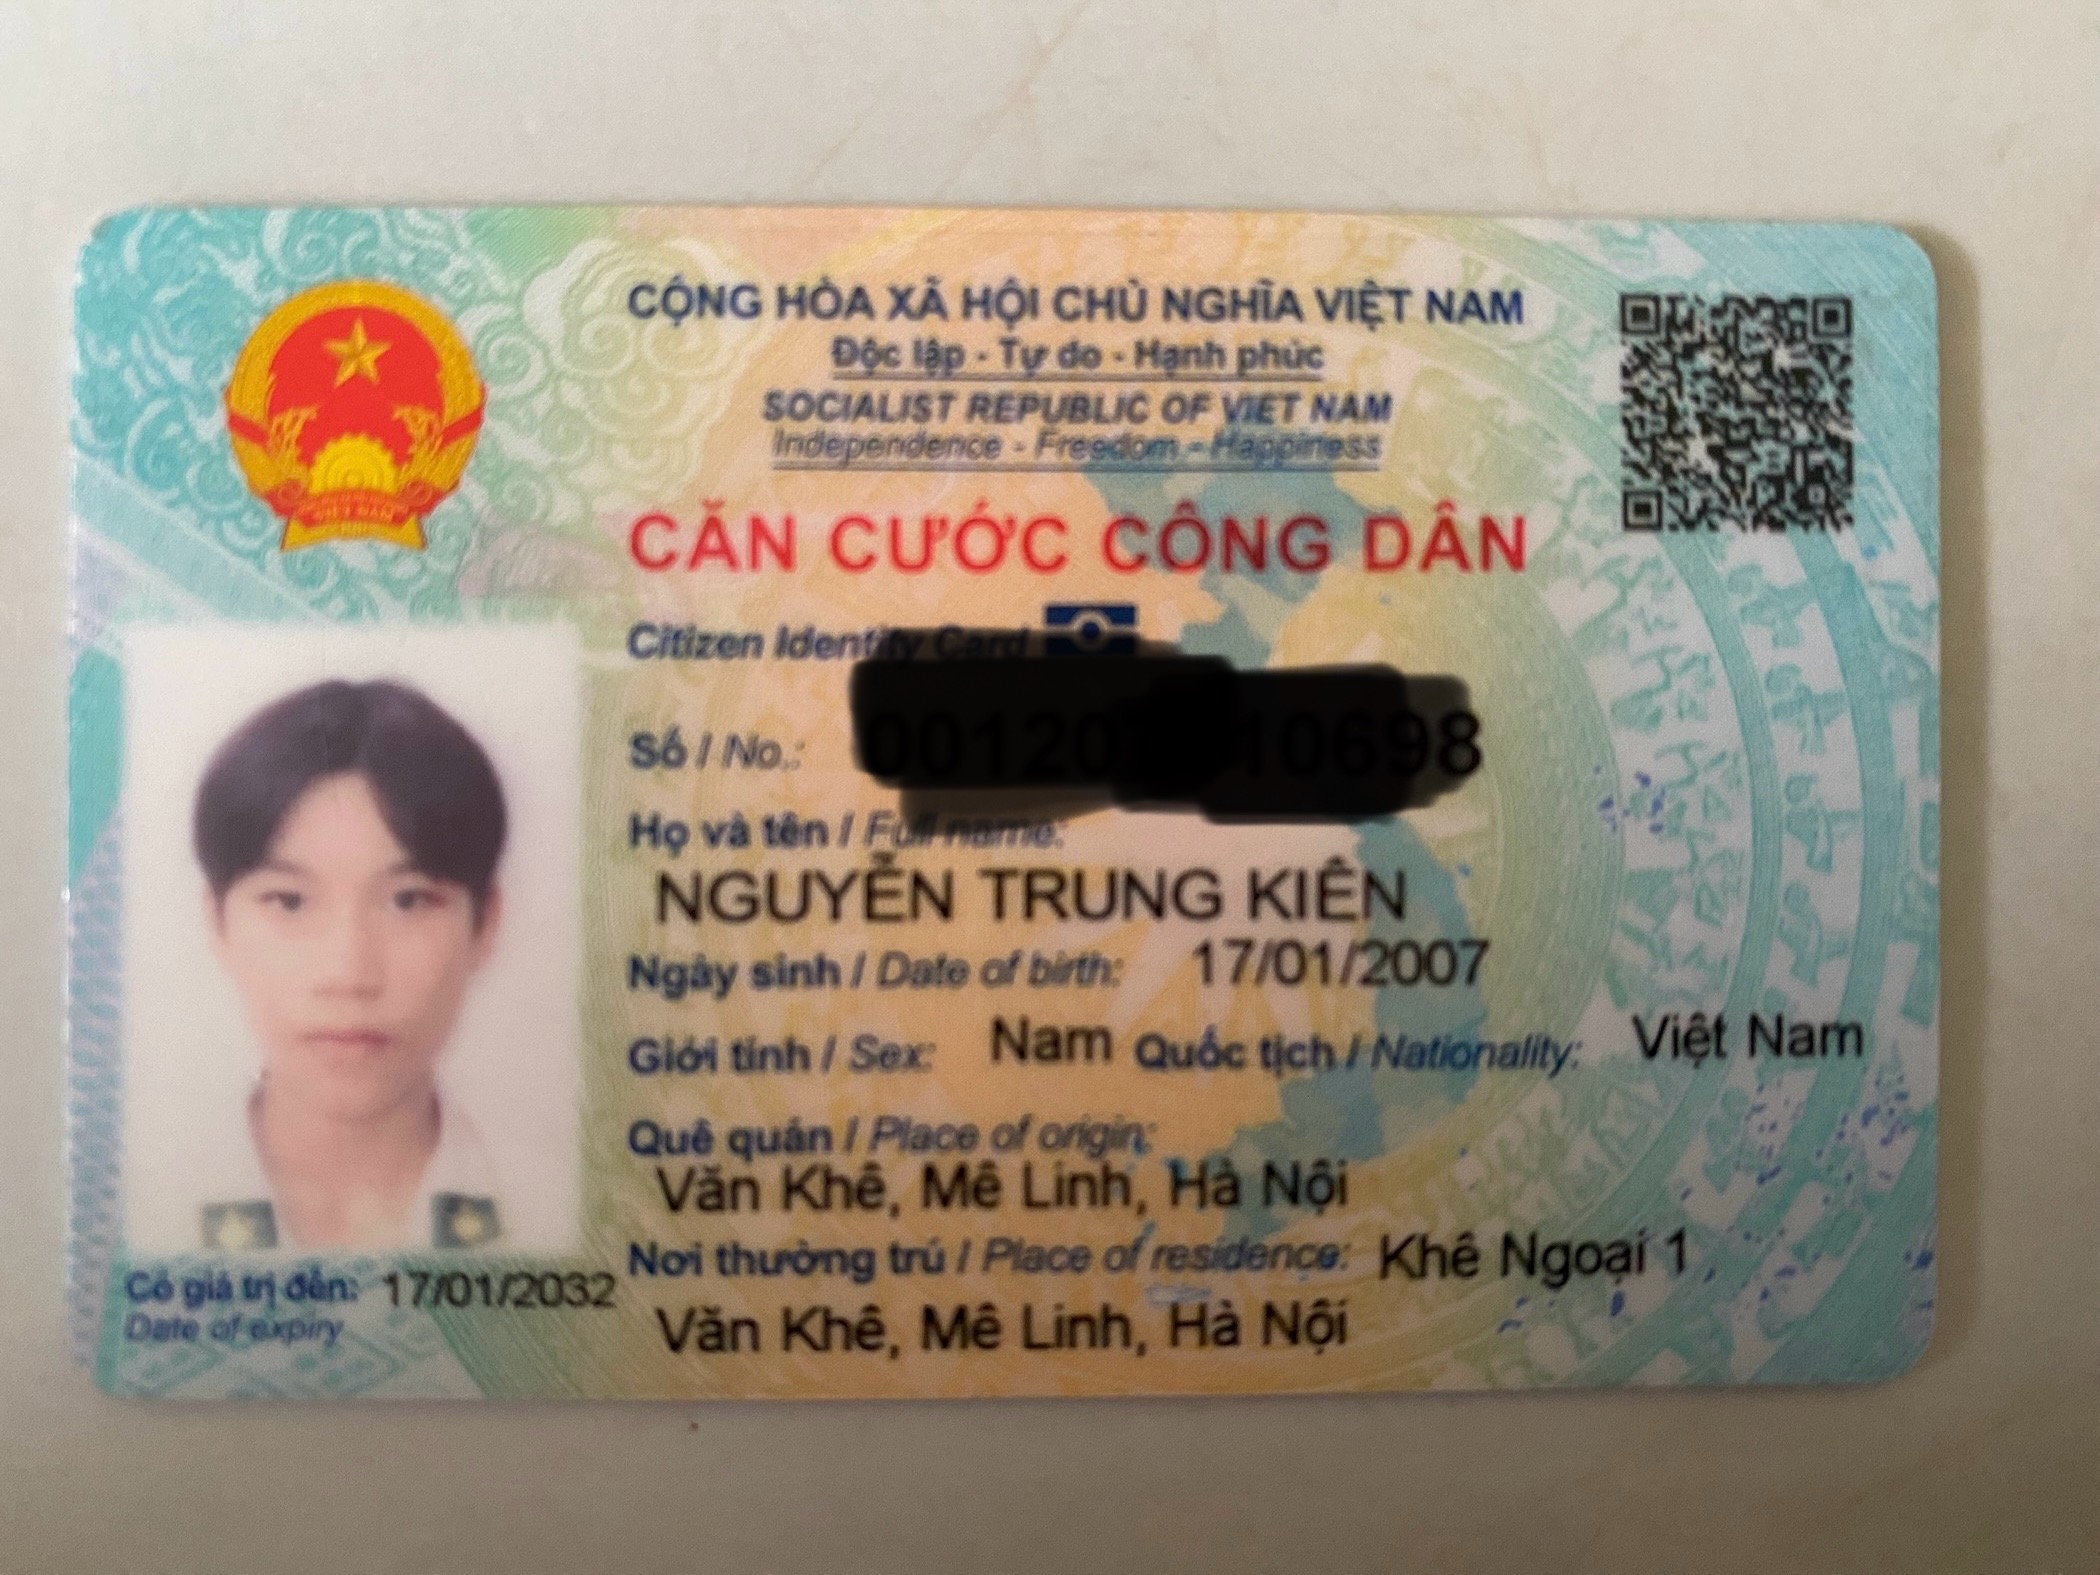 CỘNG HÒA XÃ HỘI CHỦ NGHĨA VIỆT NAM
Độc lập - Tự do - Hạnh phúc
SOCIALIST REPUBLIC OF VIET NAM
Independence - Freedom - Happiness
CĂN CƯỚC CÔNG DÂN
Citizen Identity Card
Số / No.:
Họ và tên / Full name:
NGUYỄN TRUNG KIÊN
Ngày sinh / Date of birth: 17/01/2007
Giới tính / Sex: Nam Quốc tịch / Nationality: Việt Nam
Quê quán / Place of origin:
Văn Khê, Mê Linh, Hà Nội
Nơi thường trú / Place of residence: Khê Ngoại 1
Văn Khê, Mê Linh, Hà Nội
Có giá trị đến: 17/01/2032
Date of expiry